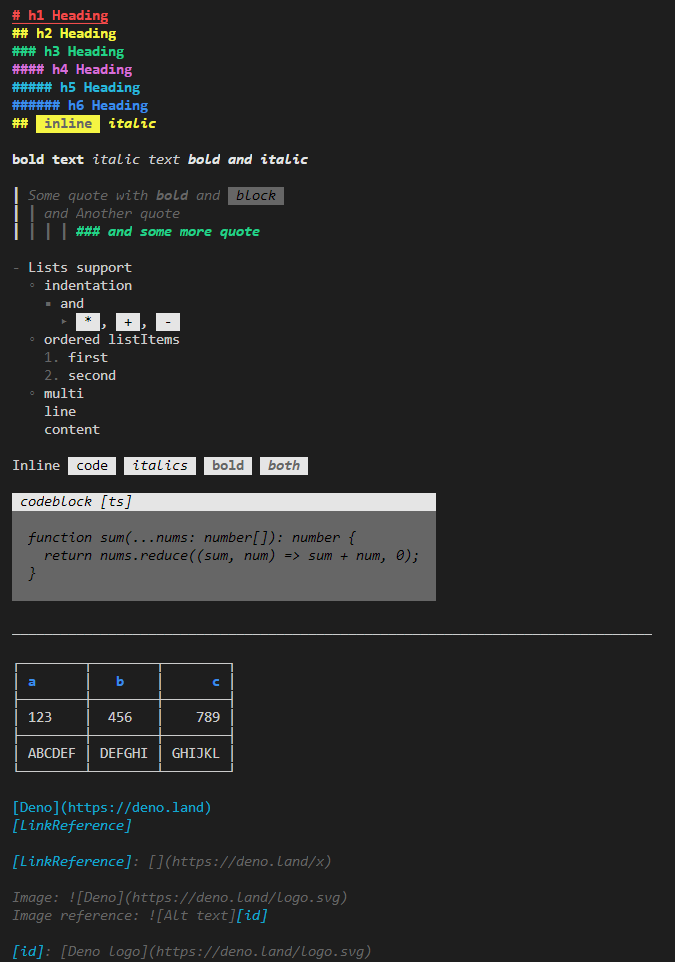 # h1 Heading
## h2 Heading
### h3 Heading
#### h4 Heading
##### h5 Heading
###### h6 Heading
## inline italic
bold text italic text bold and italic
Some quote with bold and block
and Another quote
### and some more quote
- Lists support
◦ indentation
▪ and
▸ *, +, -
◦ ordered listItems
1. first
2. second
◦ multi
line
content
Inline code italics bold both
codeblock [ts]
function sum(...nums: number[]): number {
return nums.reduce((sum, num) => sum + num, 0);
}
a b c
123 456 789
ABCDEF DEFGHI GHIJKL
[Deno](https://deno.land)
[LinkReference]
[LinkReference]: [](https://deno.land/x)
Image: ![Deno](https://deno.land/logo.svg)
Image reference: ![Alt text][id]
[id]: [Deno logo](https://deno.land/logo.svg)